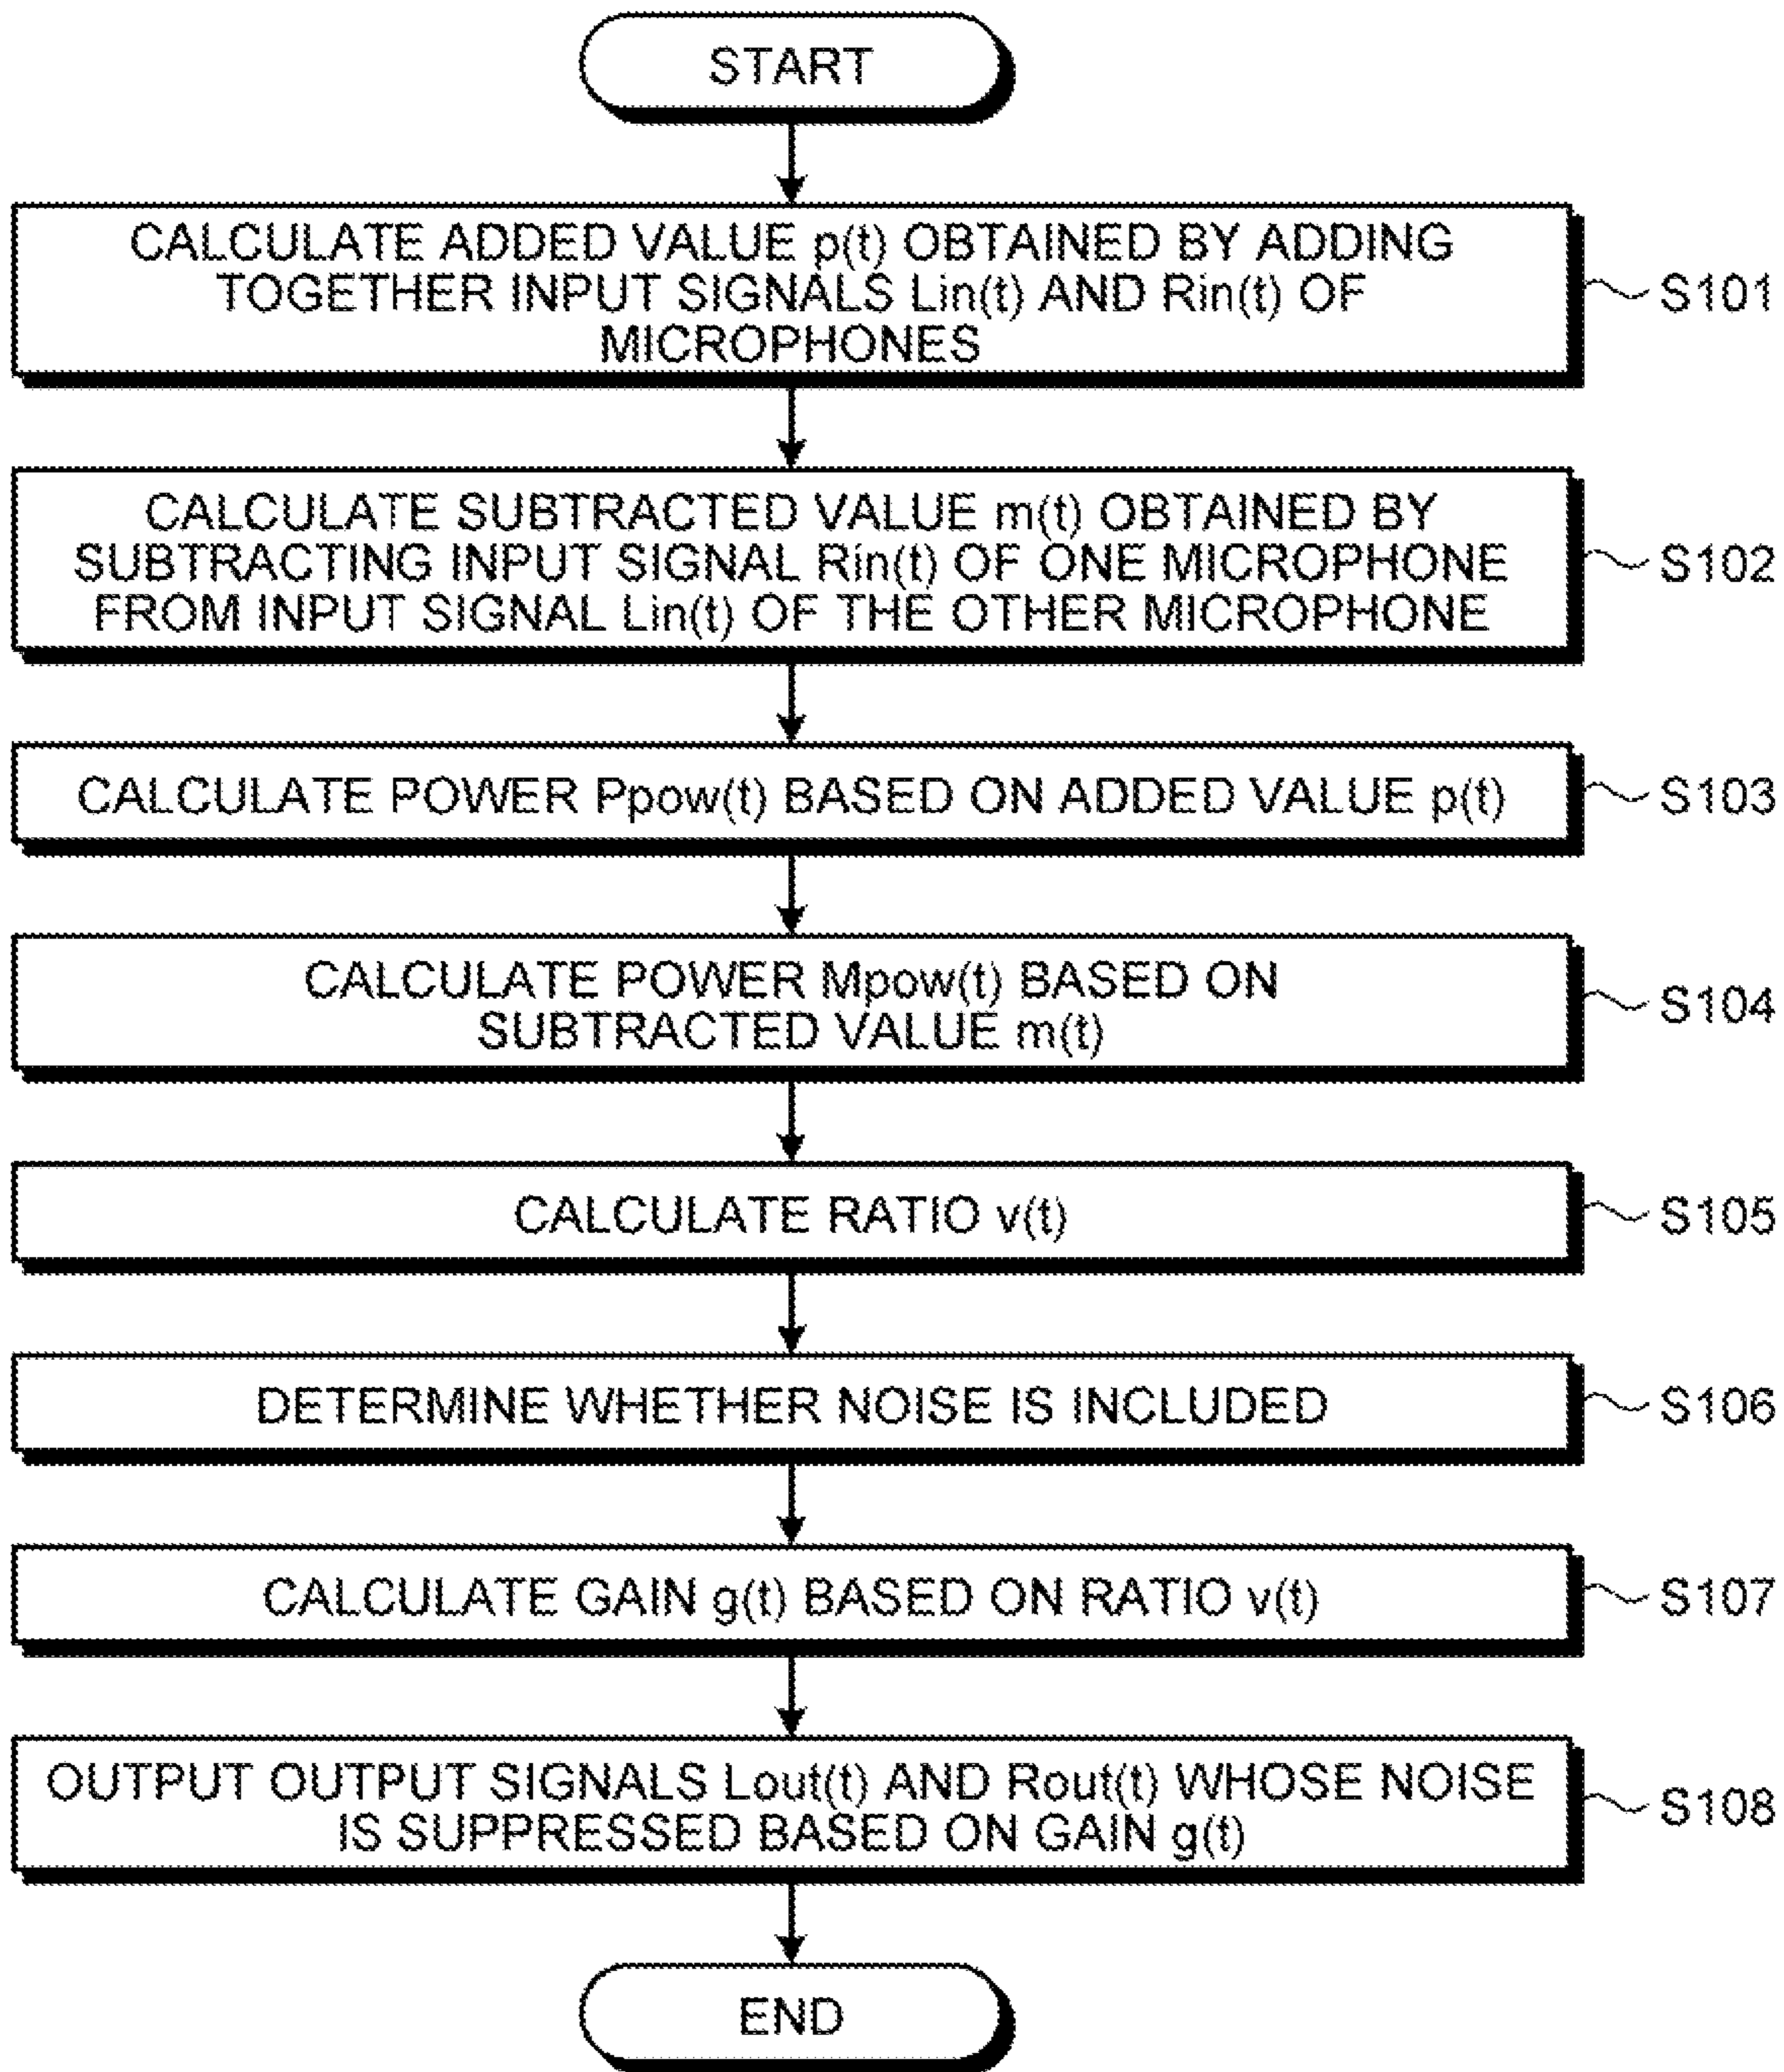 START
CALCULATE ADDED VALUE p(t) OBTAINED BY ADDING
TOGETHER INPUT SIGNALS Lin(t) AND Rin(t) OF
MICROPHONES
S101
CALCULATE SUBTRACTED VALUE m(t) OBTAINED BY
SUBTRACTING INPUT SIGNAL Rin(t) OF ONE MICROPHONE
FROM INPUT SIGNAL Lin(t) OF THE OTHER MICROPHONE
S102
CALCULATE POWER Ppow(t) BASED ON ADDED VALUE p(t)
S103
CALCULATE POWER Mpow(t) BASED ON
SUBTRACTED VALUE m(t)
S104
CALCULATE RATIO v(t)
S105
DETERMINE WHETHER NOISE IS INCLUDED
S106
CALCULATE GAIN g(t) BASED ON RATIO v(t)
S107
OUTPUT OUTPUT SIGNALS Lout(t) AND Rout(t) WHOSE NOISE
IS SUPPRESSED BASED ON GAIN g(t)
S108
END